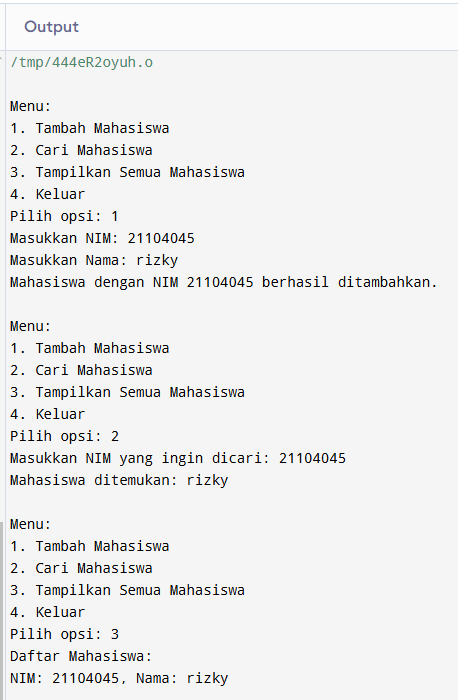 Output
/tmp/444eR2oyuh.o
Menu:
1. Tambah Mahasiswa
2. Cari Mahasiswa
3. Tampilkan Semua Mahasiswa
4. Keluar
Pilih opsi: 1
Masukkan NIM: 21104045
Masukkan Nama: rizky
Mahasiswa dengan NIM 21104045 berhasil ditambahkan.
Menu:
1. Tambah Mahasiswa
2. Cari Mahasiswa
3. Tampilkan Semua Mahasiswa
4. Keluar
Pilih opsi: 2
Masukkan NIM yang ingin dicari: 21104045
Mahasiswa ditemukan: rizky
Menu:
1. Tambah Mahasiswa
2. Cari Mahasiswa
3. Tampilkan Semua Mahasiswa
4. Keluar
Pilih opsi: 3
Daftar Mahasiswa:
NIM: 21104045, Nama: rizky